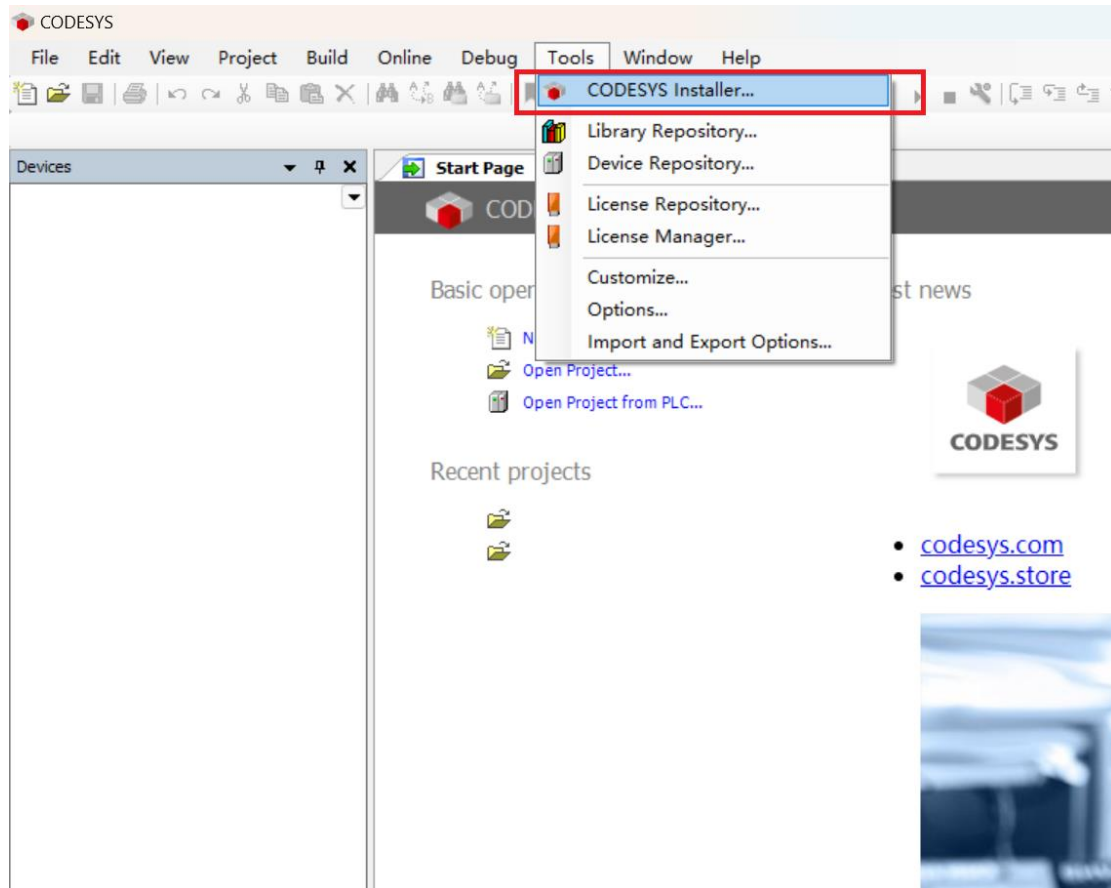 CODESYS
File Edit View Project Build Online Debug Tools Window Help
CODESYS Installer...
Library Repository...
Device Repository...
License Repository...
License Manager...
Customize...
Options...
Import and Export Options...
Devices
Start Page
COD
Basic oper
N
Open Project...
Open Project from PLC...
Recent projects
st news
CODESYS
codesys.com
codesys.store